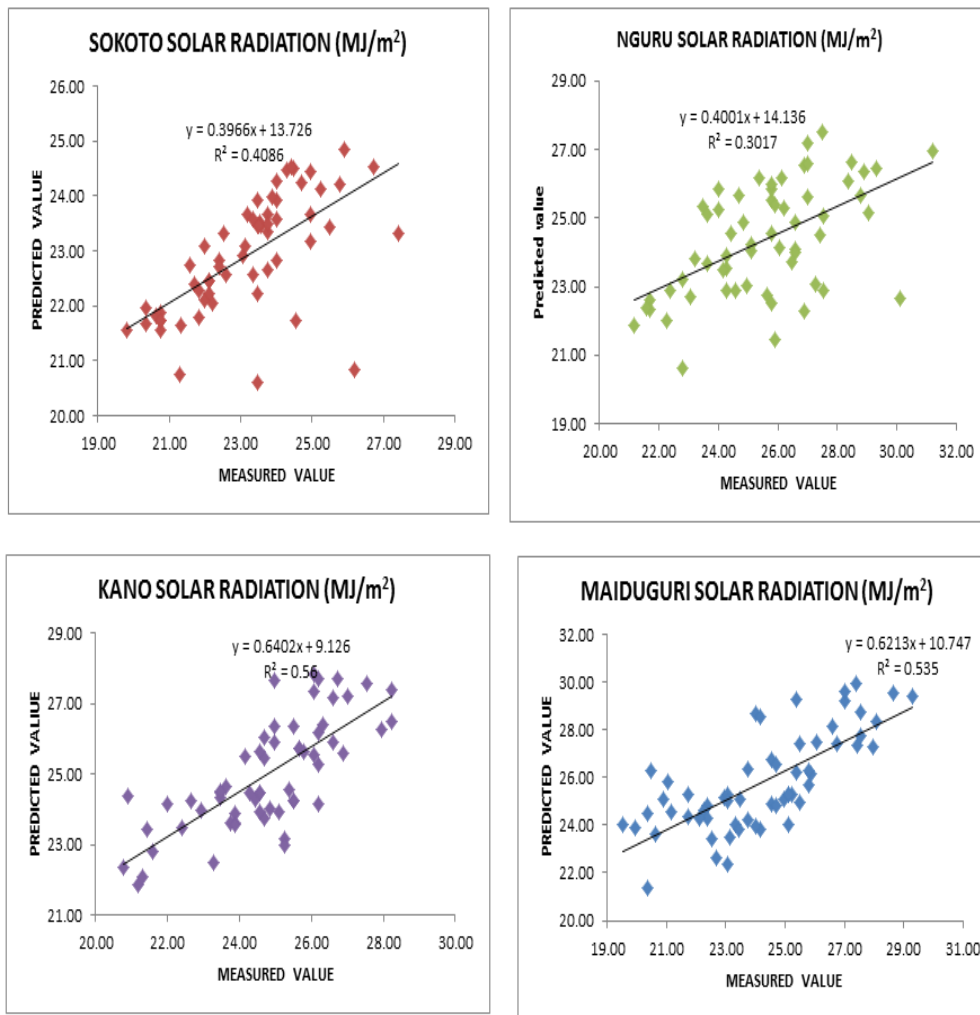 SOKOTO SOLAR RADIATION (MJ/m²)
PREDICTED VALUE
26.00
25.00
24.00
23.00
22.00
21.00
20.00
y = 0.3966x + 13.726
R² = 0.4086
19.00 21.00 23.00 25.00 27.00 29.00
MEASURED VALUE
NGURU SOLAR RADIATION (MJ/m²)
Predicted value
29.00
27.00
25.00
23.00
21.00
19.00
y = 0.4001x + 14.136
R² = 0.3017
20.00 22.00 24.00 26.00 28.00 30.00 32.00
MEASURED VALUE
KANO SOLAR RADIATION (MJ/m²)
PREDICTED VALIUE
29.00
27.00
25.00
23.00
21.00
y = 0.6402x + 9.126
R² = 0.56
20.00 22.00 24.00 26.00 28.00 30.00
MEASURED VALUE
MAIDUGURI SOLAR RADIATION (MJ/m²)
PREDICTED VALUE
32.00
30.00
28.00
26.00
24.00
22.00
20.00
y = 0.6213x + 10.747
R² = 0.535
19.00 21.00 23.00 25.00 27.00 29.00 31.00
MEASURED VALUE